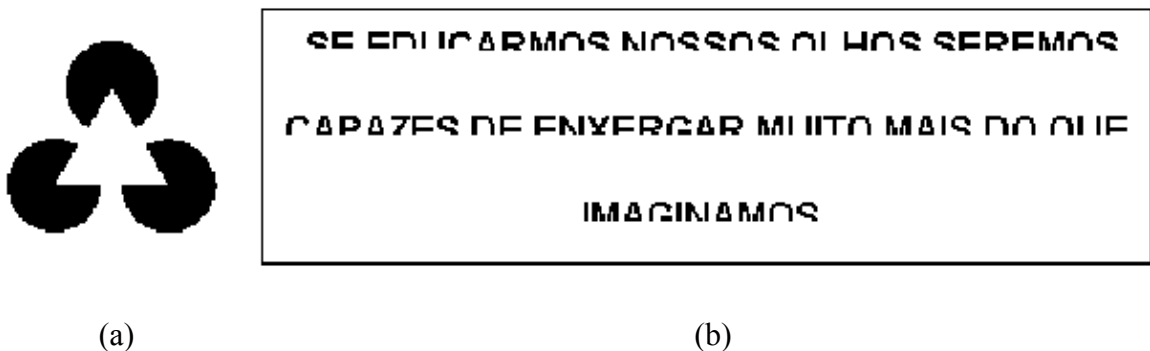 SE EDUCARMOS NOSSOS OLHOS SEREMOS
CAPAZES DE ENXERGAR MUITO MAIS DO QUE
IMAGINAMOS
(a)
(b)